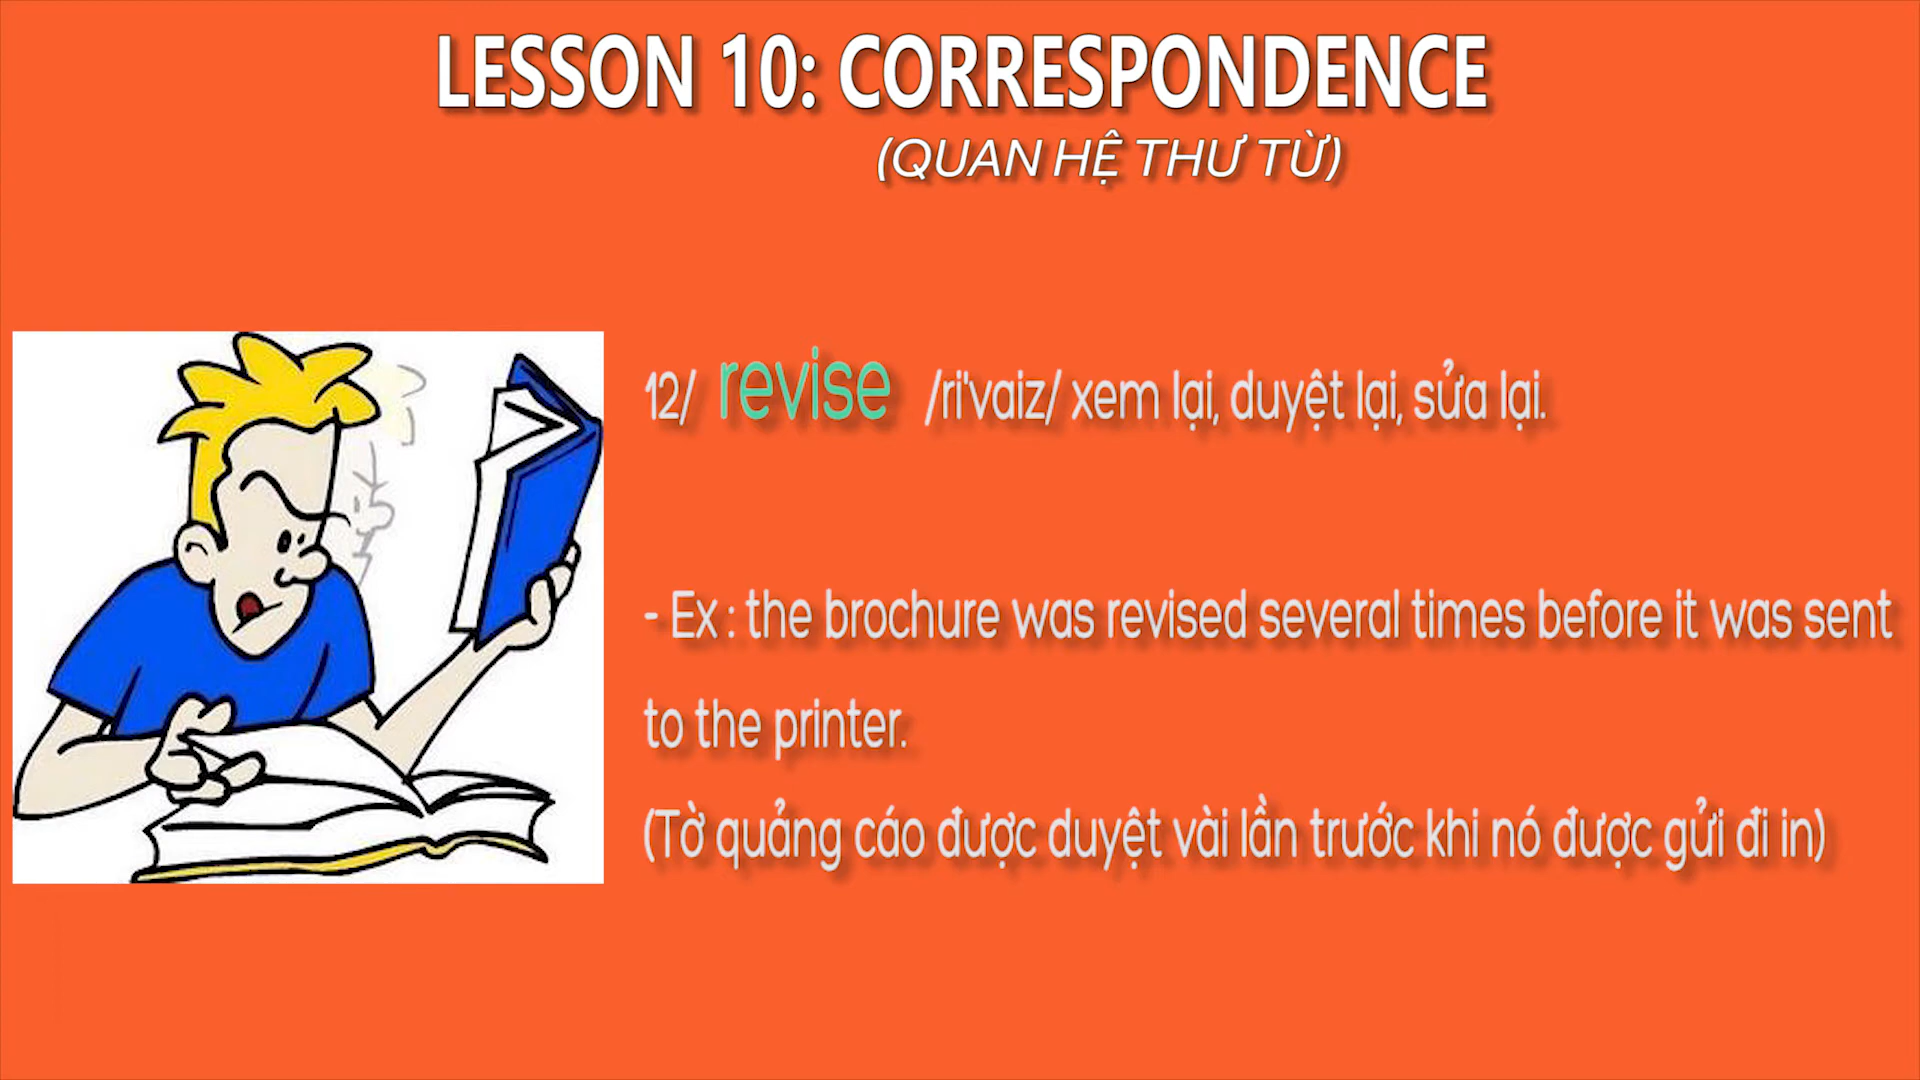 LESSON 10: CORRESPONDENCE
(QUAN HỆ THƯ TỪ)
12/ revise /ri'vaiz/ xem lại, duyệt lại, sửa lại.
- Ex : the brochure was revised several times before it was sent
to the printer.
(Tờ quảng cáo được duyệt vài lần trước khi nó được gửi đi in)